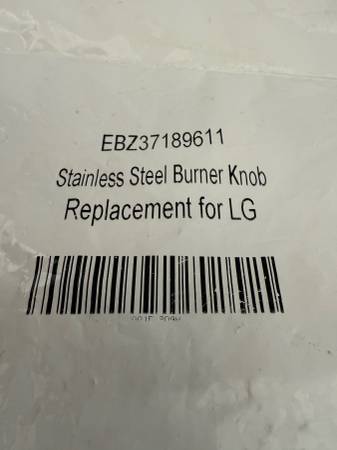 EBZ37189611
Stainless Steel Burner Knob
Replacement for LG